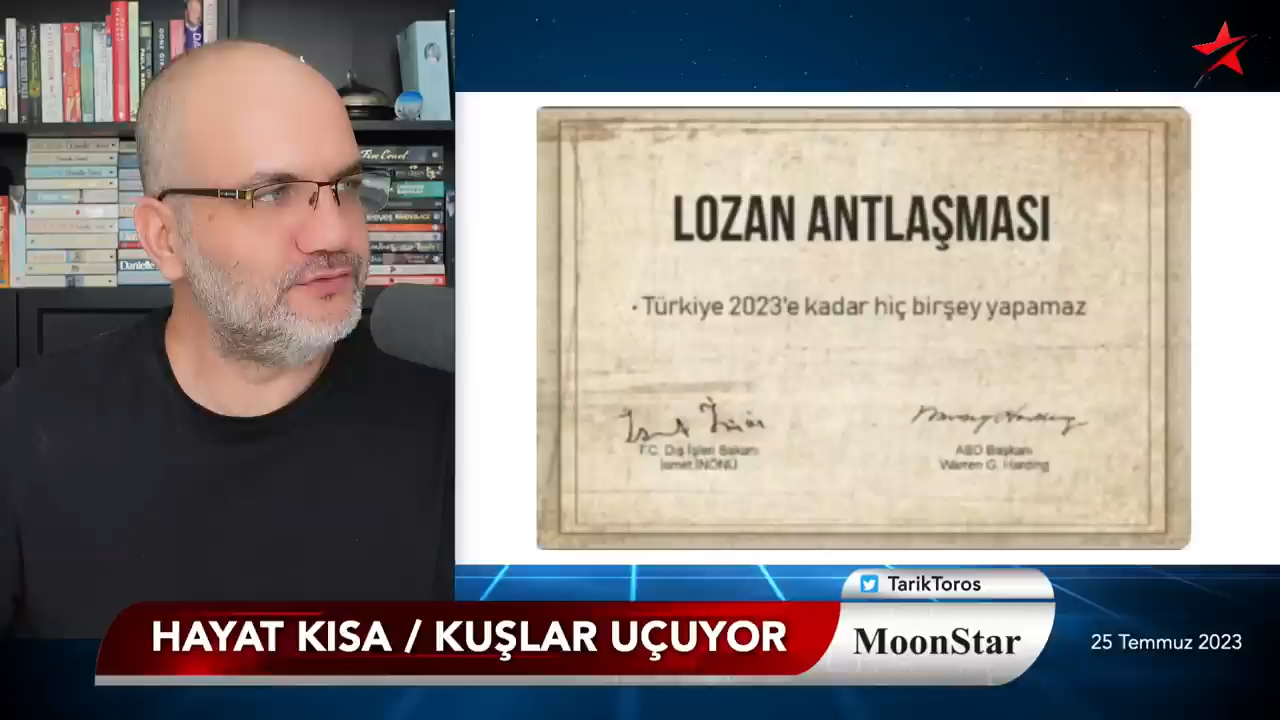 LOZAN ANTLAŞMASI
· Türkiye 2023'e kadar hiç birşey yapamaz
T.C. Dış İşleri Bakanı
İsmet İNÖNÜ
ABD Başkanı
Warren G. Harding
TarikToros
HAYAT KISA / KUŞLAR UÇUYOR
MoonStar
25 Temmuz 2023